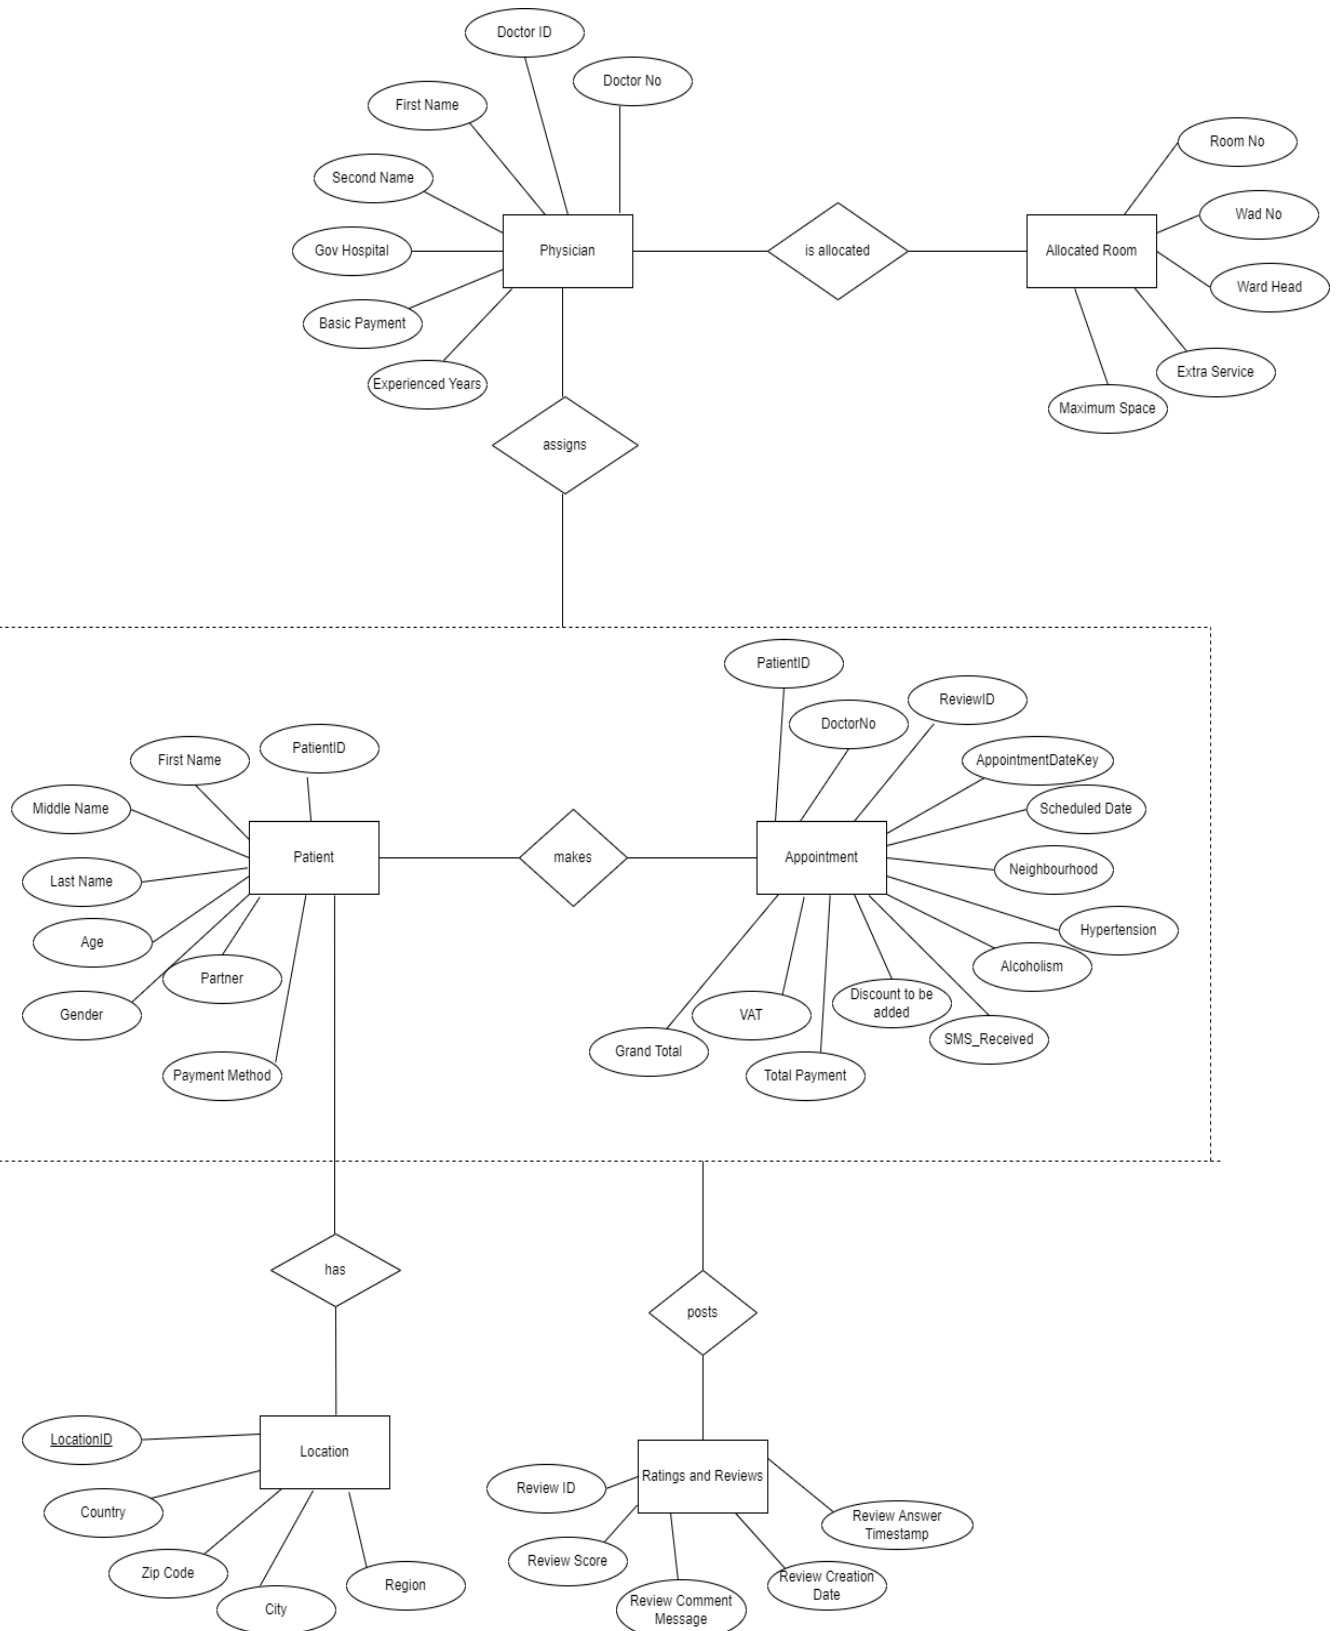 Doctor ID
Doctor No
First Name
Second Name
Gov Hospital
Basic Payment
Experienced Years
Physician
is allocated
Allocated Room
Room No
Wad No
Ward Head
Extra Service
Maximum Space
assigns
PatientID
DoctorNo
ReviewID
AppointmentDateKey
Scheduled Date
Neighbourhood
Hypertension
Alcoholism
SMS_Received
Discount to be
added
Total Payment
VAT
Grand Total
Appointment
makes
Patient
PatientID
First Name
Middle Name
Last Name
Age
Gender
Partner
Payment Method
has
posts
Location
LocationID
Country
Zip Code
City
Region
Ratings and Reviews
Review ID
Review Score
Review Comment
Message
Review Creation
Date
Review Answer
Timestamp